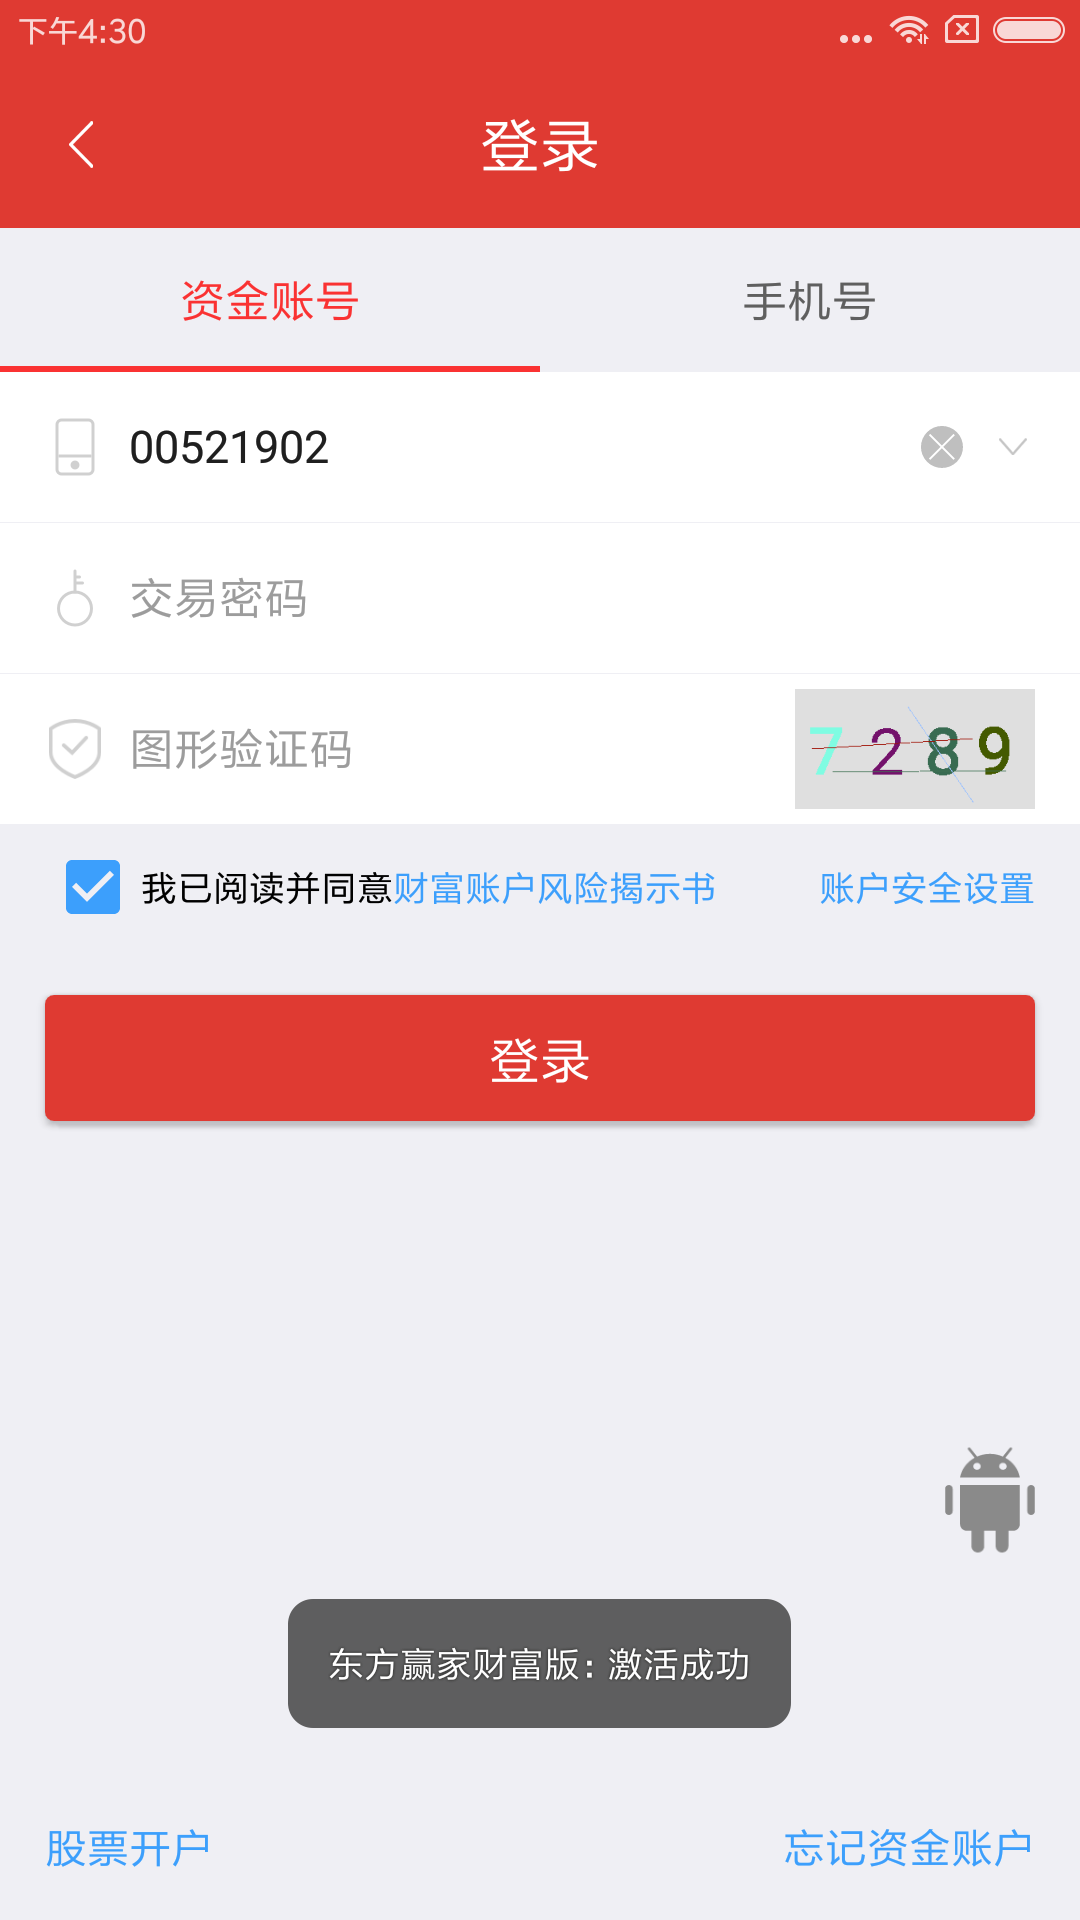 下午4:30
登录
资金账号 手机号
00521902
交易密码
图形验证码 7289
我已阅读并同意财富账户风险揭示书 账户安全设置
登录
东方赢家财富版：激活成功
股票开户 忘记资金账户